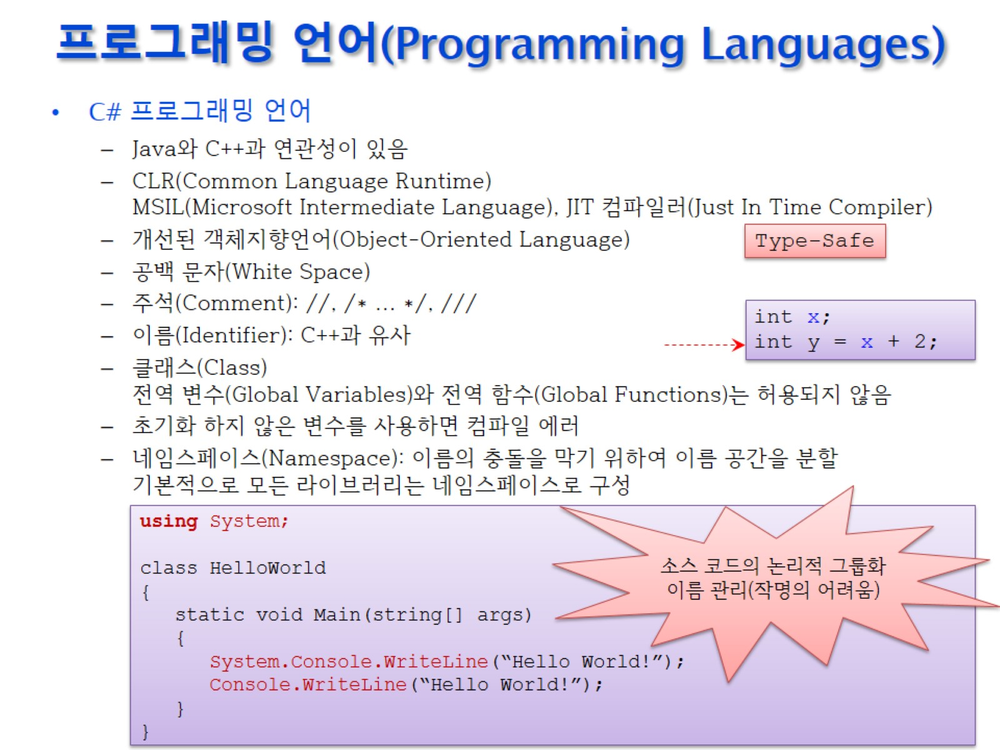 프로그래밍 언어(Programming Languages)
• C# 프로그래밍 언어
– Java와 C++과 연관성이 있음
– CLR(Common Language Runtime)
MSIL(Microsoft Intermediate Language), JIT 컴파일러(Just In Time Compiler)
– 개선된 객체지향언어(Object-Oriented Language)
Type-Safe
– 공백 문자(White Space)
– 주석(Comment): //, /* ... */, ///
– 이름(Identifier): C++과 유사
int x;
int y = x + 2;
– 클래스(Class)
전역 변수(Global Variables)와 전역 함수(Global Functions)는 허용되지 않음
– 초기화 하지 않은 변수를 사용하면 컴파일 에러
– 네임스페이스(Namespace): 이름의 충돌을 막기 위하여 이름 공간을 분할
기본적으로 모든 라이브러리는 네임스페이스로 구성
using System;
class HelloWorld
{
static void Main(string[] args)
{
System.Console.WriteLine(“Hello World!”);
Console.WriteLine(“Hello World!”);
}
}
소스 코드의 논리적 그룹화
이름 관리(작명의 어려움)